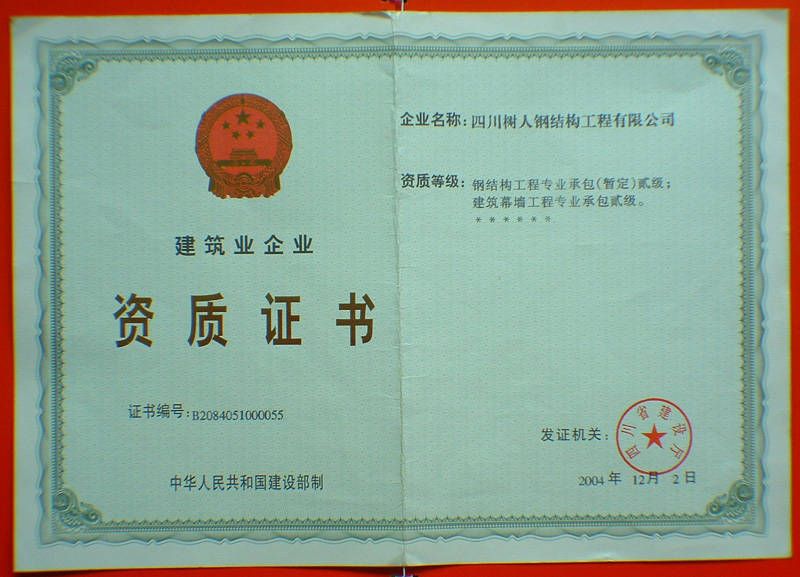 建筑业企业
资质证书
证书编号:B2084051000055
中华人民共和国建设部制
企业名称:四川树人钢结构工程有限公司
资质等级:钢结构工程专业承包(暂定)贰级;
建筑幕墙工程专业承包贰级。
******
发证机关:
四川省建设厅
2004年 12月 2日